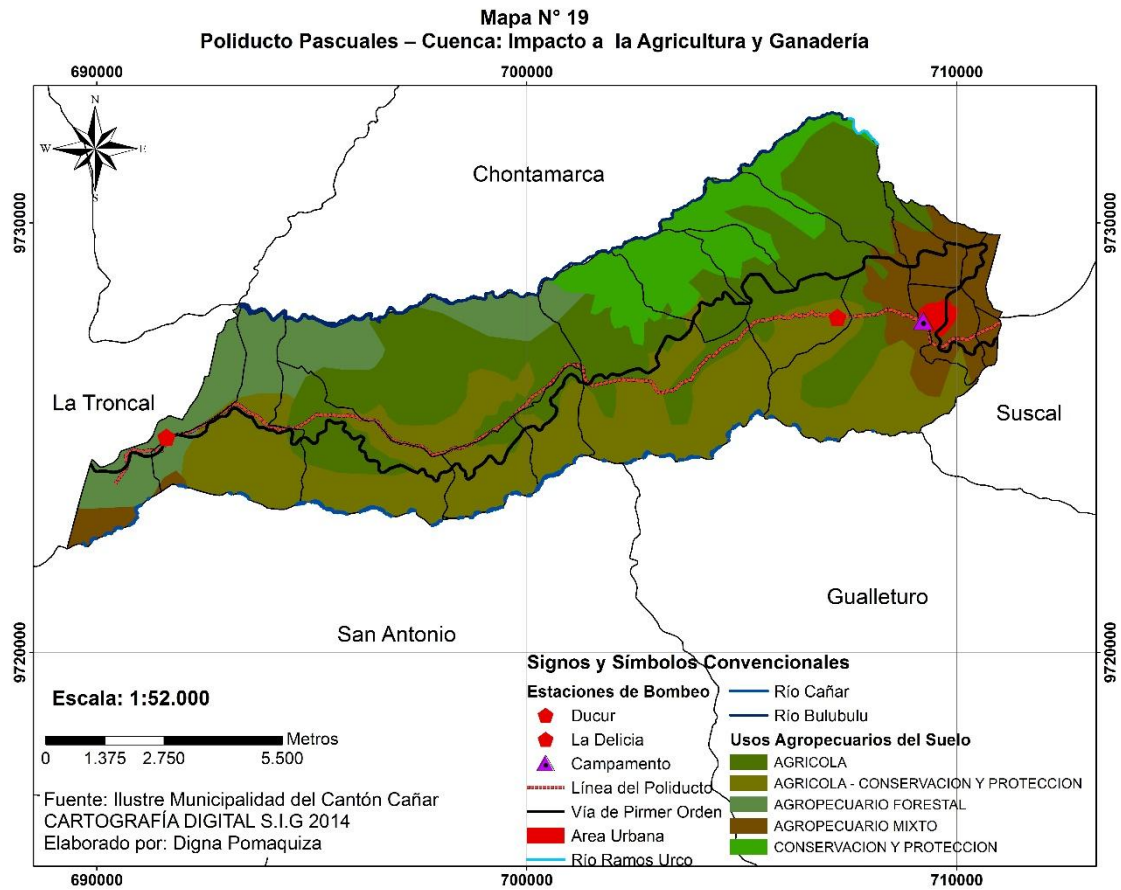 Mapa N° 19
Poliducto Pascuales – Cuenca: Impacto a la Agricultura y Ganadería
690000
700000
710000
N
W
E
S
9730000
9730000
Chontamarca
La Troncal
Suscal
Gualleturo
San Antonio
9720000
9720000
Escala: 1:52.000
Metros
0
1.375
2.750
5.500
Fuente: Ilustre Municipalidad del Cantón Cañar
CARTOGRAFÍA DIGITAL S.I.G 2014
Elaborado por: Digna Pomaquiza
Signos y Símbolos Convencionales
Estaciones de Bombeo
Ducur
La Delicia
Campamento
Línea del Poliducto
Vía de Pirmer Orden
Area Urbana
Río Ramos Urco
Río Cañar
Río Bulubulu
Usos Agropecuarios del Suelo
AGRICOLA
AGRICOLA - CONSERVACION Y PROTECCION
AGROPECUARIO FORESTAL
AGROPECUARIO MIXTO
CONSERVACION Y PROTECCION
690000
700000
710000